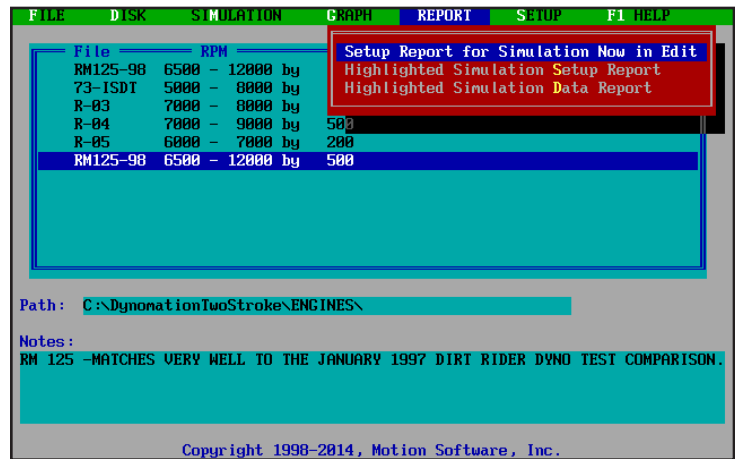 FILE DISK SIMULATION GRAPH REPORT SETUP F1 HELP
File RPM
Setup Report for Simulation Now in Edit
Highlighted Simulation Setup Report
Highlighted Simulation Data Report
RM125-98 6500 - 12000 by
73-ISDT 5000 - 8000 by
R-03 7000 - 8000 by
R-04 7000 - 9000 by 500
R-05 6000 - 7000 by 200
RM125-98 6500 - 12000 by 500
Path: C:\DynomationTwoStroke\ENGINES\
Notes:
RM 125 -MATCHES VERY WELL TO THE JANUARY 1997 DIRT RIDER DYNO TEST COMPARISON.
Copyright 1998-2014, Motion Software, Inc.